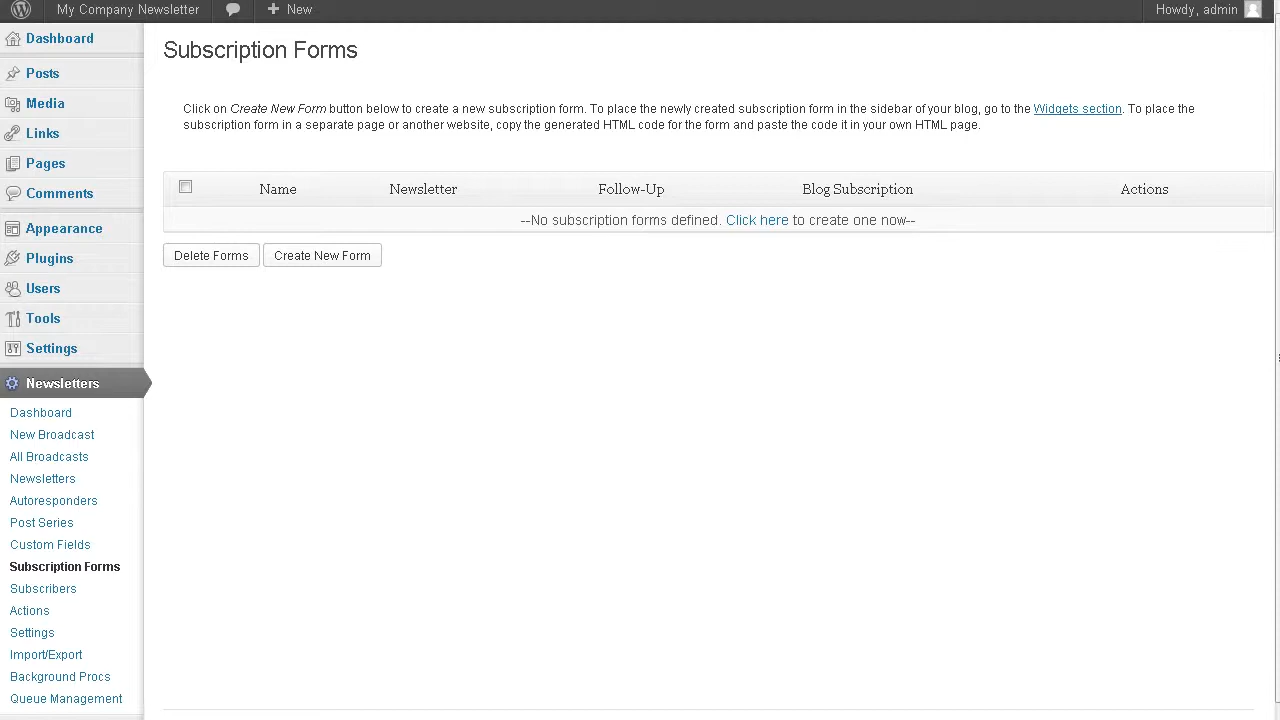 My Company Newsletter
New
Howdy, admin
Dashboard
Posts
Media
Links
Pages
Comments
Appearance
Plugins
Users
Tools
Settings
Newsletters
Dashboard
New Broadcast
All Broadcasts
Newsletters
Autoresponders
Post Series
Custom Fields
Subscription Forms
Subscribers
Actions
Settings
Import/Export
Background Procs
Queue Management
Subscription Forms
Click on Create New Form button below to create a new subscription form. To place the newly created subscription form in the sidebar of your blog, go to the Widgets section. To place the
subscription form in a separate page or another website, copy the generated HTML code for the form and paste the code it in your own HTML page.
Name Newsletter Follow-Up Blog Subscription Actions
--No subscription forms defined. Click here to create one now--
Delete Forms Create New Form